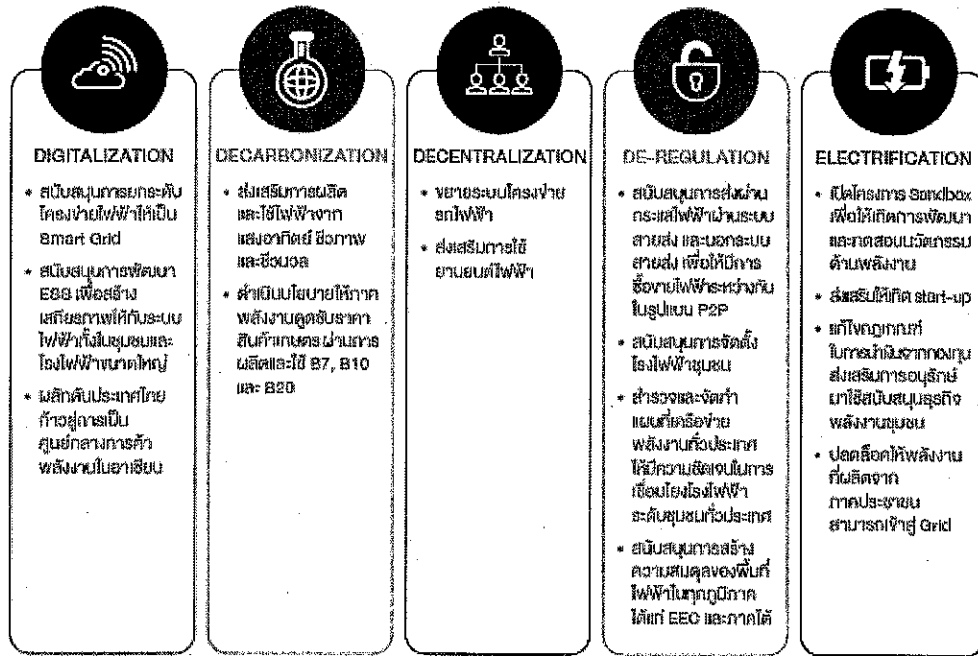 DIGITALIZATION
• สนับสนุนการยกระดับ
โครงข่ายไฟฟ้าให้เป็น
Smart Grid
• สนับสนุนการพัฒนา
ESS เพื่อสร้าง
เสถียรภาพให้กับระบบ
ไฟฟ้าทั้งในชุมชนและ
โรงไฟฟ้าขนาดใหญ่
• ผลักดันประเทศไทย
ก้าวสู่การเป็น
ศูนย์กลางการค้า
พลังงานในอาเซียน
DECARBONIZATION
• ส่งเสริมการผลิต
และใช้ไฟฟ้าจาก
แสงอาทิตย์ ชีวภาพ
และชีวมวล
• ดำเนินนโยบายให้ภาค
พลังงานดูดซับราคา
สินค้าเกษตร ผ่านการ
ผลิตและใช้ B7, B10
และ B20
DECENTRALIZATION
• ขยายระบบโครงข่าย
รถไฟฟ้า
• ส่งเสริมการใช้
ยานยนต์ไฟฟ้า
DE-REGULATION
• สนับสนุนการส่งผ่าน
กระแสไฟฟ้าผ่านระบบ
สายส่ง และนอกระบบ
สายส่ง เพื่อให้มีการ
ซื้อขายไฟฟ้าระหว่างกัน
ในรูปแบบ P2P
• สนับสนุนการจัดตั้ง
โรงไฟฟ้าชุมชน
• สำรวจและจัดทำ
แผนที่เครือข่าย
พลังงานทั่วประเทศ
ให้มีความชัดเจนในการ
เชื่อมโยงโรงไฟฟ้า
ระดับชุมชนทั่วประเทศ
• สนับสนุนการสร้าง
ความสมดุลของพื้นที่
ไฟฟ้าในทุกภูมิภาค
ได้แก่ EEC และภาคใต้
ELECTRIFICATION
• เปิดโครงการ Sandbox
เพื่อให้เกิดการพัฒนา
และทดสอบนวัตกรรม
ด้านพลังงาน
• ส่งเสริมให้เกิด start-up
• แก้ไขกฎเกณฑ์
ในการนำเงินจากกองทุน
ส่งเสริมการอนุรักษ์
มาใช้สนับสนุนธุรกิจ
พลังงานชุมชน
• ปลดล็อคให้พลังงาน
ที่ผลิตจาก
ภาคประชาชน
สามารถเข้าสู่ Grid